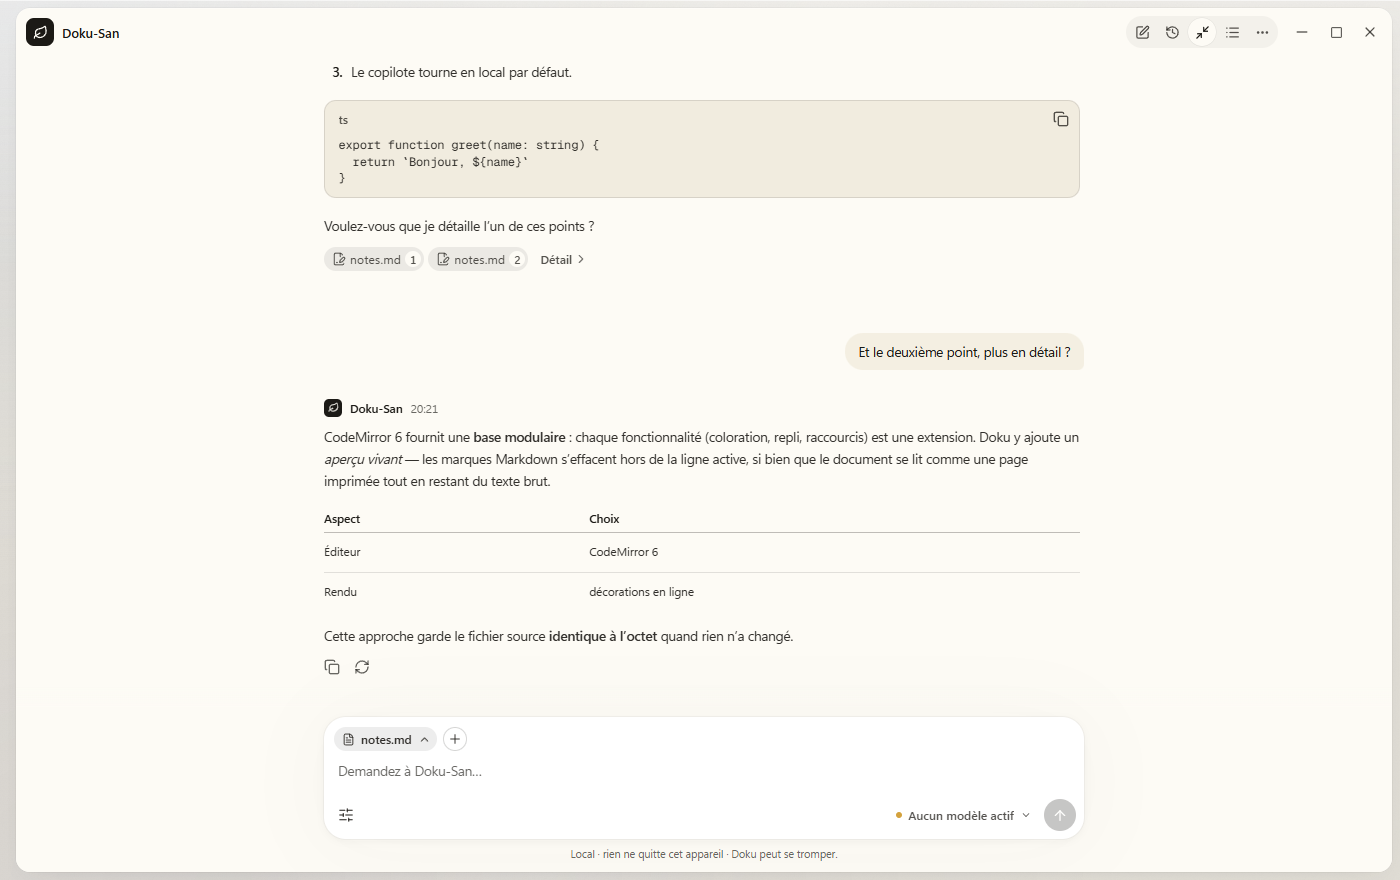 Doku-San
3. Le copilote tourne en local par défaut.
ts
export function greet(name: string) {
  return `Bonjour, ${name}`
}
Voulez-vous que je détaille l’un de ces points ?
notes.md 1 notes.md 2 Détail
Et le deuxième point, plus en détail ?
Doku-San 20:21
CodeMirror 6 fournit une base modulaire : chaque fonctionnalité (coloration, repli, raccourcis) est une extension. Doku y ajoute un
aperçu vivant — les marques Markdown s’effacent hors de la ligne active, si bien que le document se lit comme une page
imprimée tout en restant du texte brut.
Aspect Choix
Éditeur CodeMirror 6
Rendu décorations en ligne
Cette approche garde le fichier source identique à l’octet quand rien n’a changé.
notes.md
Demandez à Doku-San…
Aucun modèle actif
Local · rien ne quitte cet appareil · Doku peut se tromper.